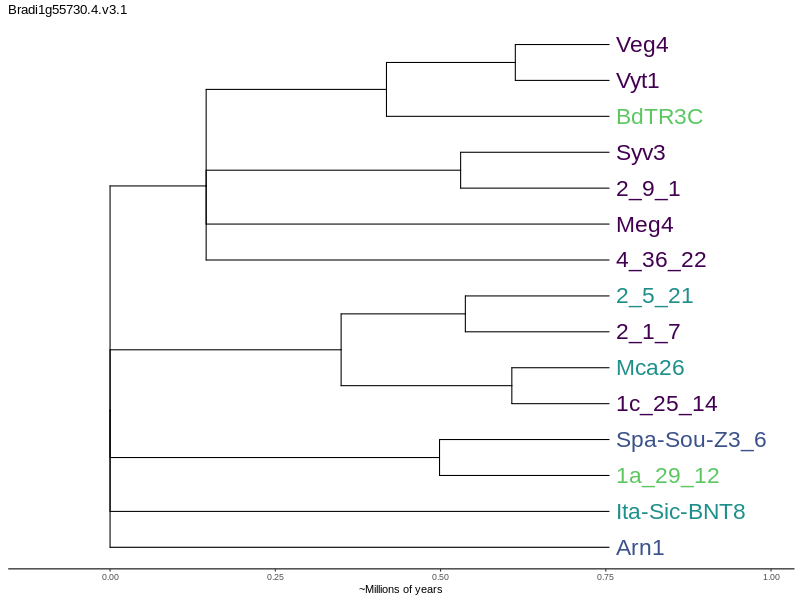 Bradi1g55730.4.v3.1
Veg4
Vyt1
BdTR3C
Syv3
2_9_1
Meg4
4_36_22
2_5_21
2_1_7
Mca26
1c_25_14
Spa-Sou-Z3_6
1a_29_12
Ita-Sic-BNT8
Arn1
0.00 0.25 0.50 0.75 1.00
~Millions of years